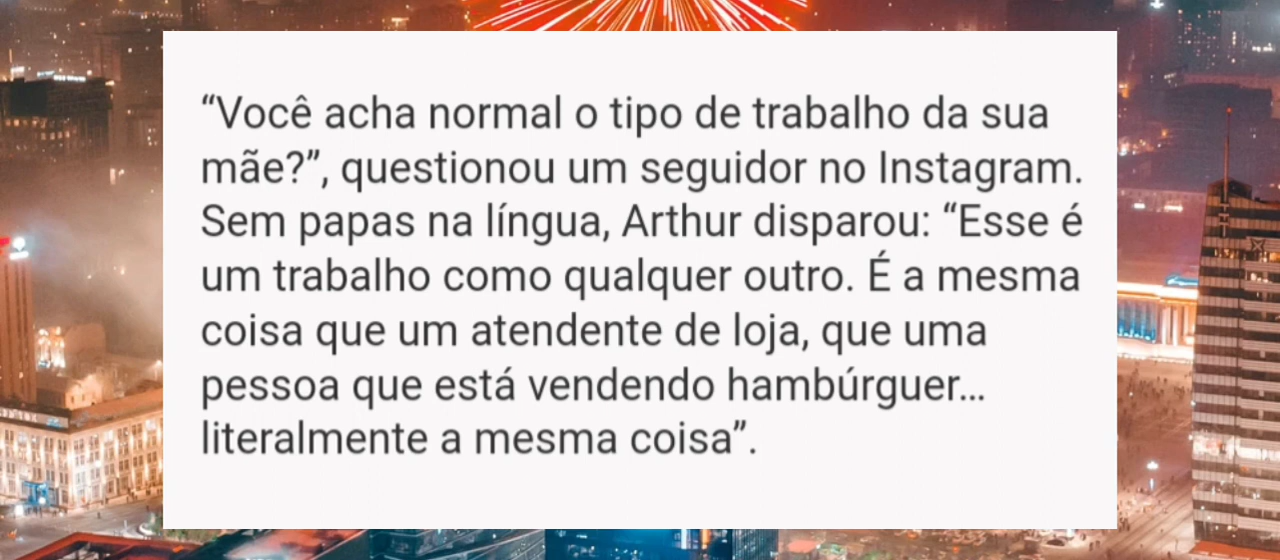 “Você acha normal o tipo de trabalho da sua
mãe?”, questionou um seguidor no Instagram.
Sem papas na língua, Arthur disparou: “Esse é
um trabalho como qualquer outro. É a mesma
coisa que um atendente de loja, que uma
pessoa que está vendendo hambúrguer...
literalmente a mesma coisa”.